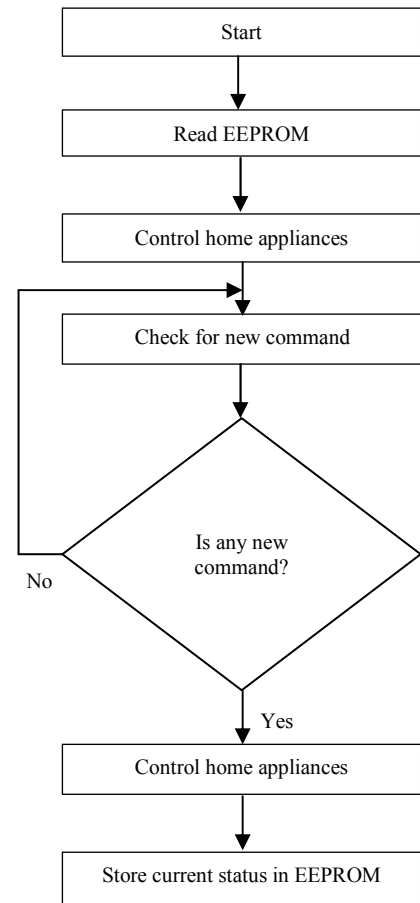 Start
Read EEPROM
Control home appliances
Check for new command
Is any new
command?
No
Yes
Control home appliances
Store current status in EEPROM